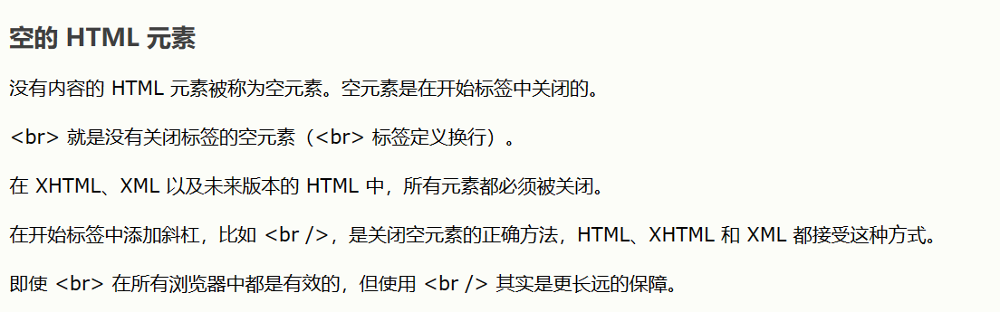 空的 HTML 元素
没有内容的 HTML 元素被称为空元素。空元素是在开始标签中关闭的。
<br> 就是没有关闭标签的空元素（<br> 标签定义换行）。
在 XHTML、XML 以及未来版本的 HTML 中，所有元素都必须被关闭。
在开始标签中添加斜杠，比如 <br />，是关闭空元素的正确方法，HTML、XHTML 和 XML 都接受这种方式。
即使 <br> 在所有浏览器中都是有效的，但使用 <br /> 其实是更长远的保障。